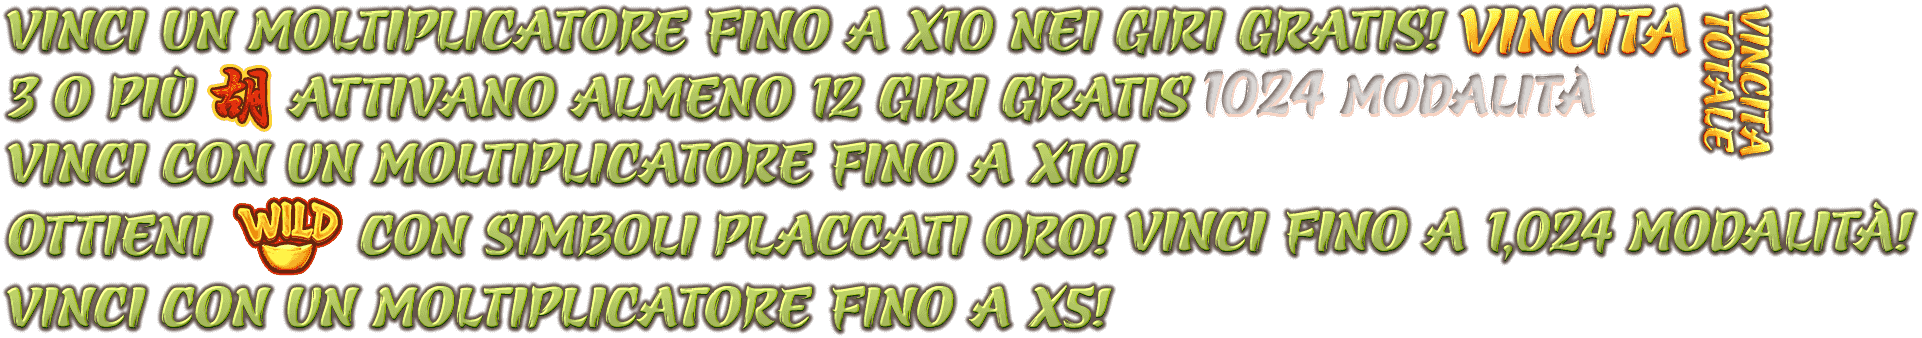 VINCI UN MOLTIPLICATORE FINO A X10 NEI GIRI GRATIS!
VINCITA
VINCITA
TOTALE
3 O PIÙ 胡 ATTIVANO ALMENO 12 GIRI GRATIS
1024 MODALITÀ
VINCI CON UN MOLTIPLICATORE FINO A X10!
OTTIENI WILD CON SIMBOLI PLACCATI ORO!
VINCI FINO A 1,024 MODALITÀ!
VINCI CON UN MOLTIPLICATORE FINO A X5!